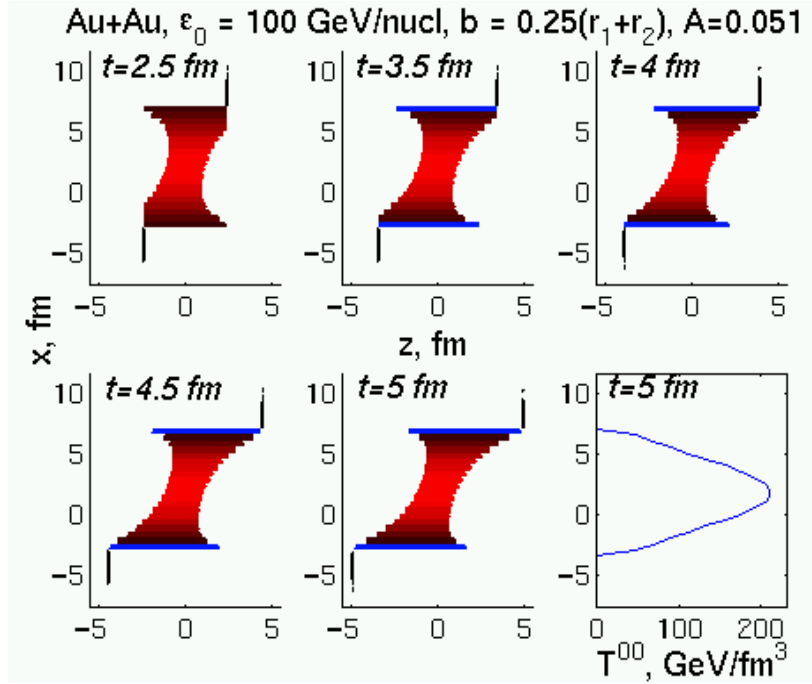 Au+Au, ε₀ = 100 GeV/nucl, b = 0.25(r₁+r₂), A=0.051
t=2.5 fm
t=3.5 fm
t=4 fm
10
5
0
−5
10
5
0
−5
10
5
0
−5
−5 0 5
−5 0 5
−5 0 5
x, fm
z, fm
t=4.5 fm
t=5 fm
t=5 fm
10
5
0
−5
10
5
0
−5
10
5
0
−5
−5 0 5
−5 0 5
0 100 200
T⁰⁰, GeV/fm³